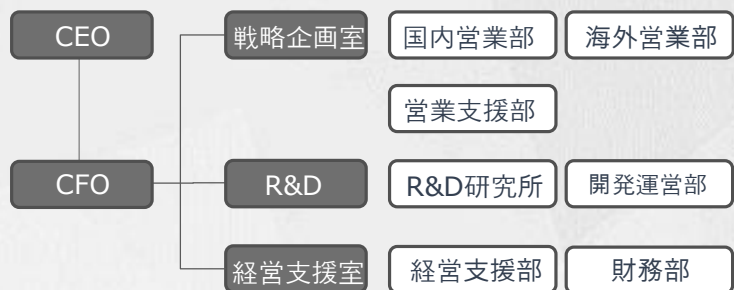 CEO
戦略企画室
国内営業部
海外営業部
営業支援部
CFO
R&D
R&D研究所
開発運営部
経営支援室
経営支援部
財務部